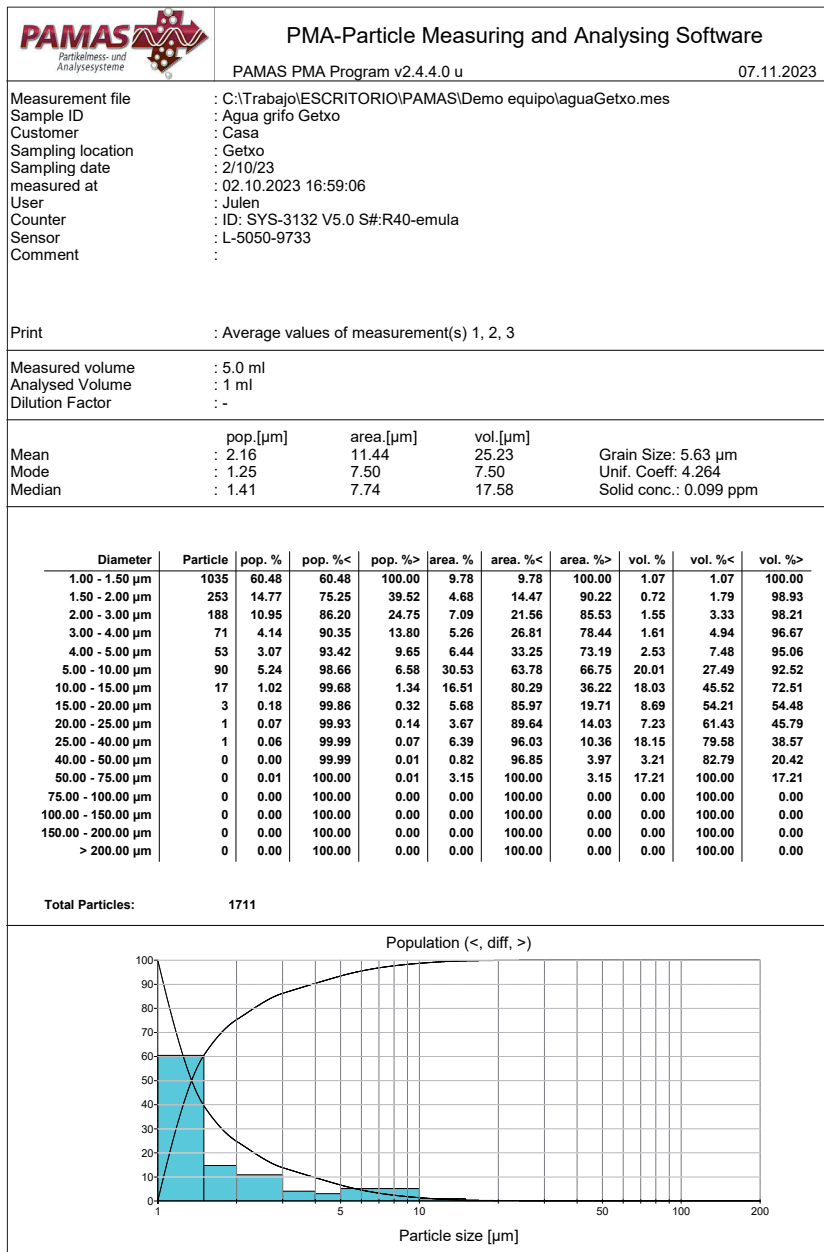 PAMAS
Partikelmess- und
Analysesysteme
PMA-Particle Measuring and Analysing Software
PAMAS PMA Program v2.4.4.0 u 07.11.2023
Measurement file : C:\Trabajo\ESCRITORIO\PAMAS\Demo equipo\aguaGetxo.mes
Sample ID : Agua grifo Getxo
Customer : Casa
Sampling location : Getxo
Sampling date : 2/10/23
measured at : 02.10.2023 16:59:06
User : Julen
Counter : ID: SYS-3132 V5.0 S#:R40-emula
Sensor : L-5050-9733
Comment :
Print : Average values of measurement(s) 1, 2, 3
Measured volume : 5.0 ml
Analysed Volume : 1 ml
Dilution Factor : -
pop.[µm] area.[µm] vol.[µm]
Mean : 2.16 11.44 25.23 Grain Size: 5.63 µm
Mode : 1.25 7.50 7.50 Unif. Coeff: 4.264
Median : 1.41 7.74 17.58 Solid conc.: 0.099 ppm
Diameter Particle pop. % pop. %< pop. %> area. % area. %< area. %> vol. % vol. %< vol. %>
1.00 - 1.50 µm 1035 60.48 60.48 100.00 9.78 9.78 100.00 1.07 1.07 100.00
1.50 - 2.00 µm 253 14.77 75.25 39.52 4.68 14.47 90.22 0.72 1.79 98.93
2.00 - 3.00 µm 188 10.95 86.20 24.75 7.09 21.56 85.53 1.55 3.33 98.21
3.00 - 4.00 µm 71 4.14 90.35 13.80 5.26 26.81 78.44 1.61 4.94 96.67
4.00 - 5.00 µm 53 3.07 93.42 9.65 6.44 33.25 73.19 2.53 7.48 95.06
5.00 - 10.00 µm 90 5.24 98.66 6.58 30.53 63.78 66.75 20.01 27.49 92.52
10.00 - 15.00 µm 17 1.02 99.68 1.34 16.51 80.29 36.22 18.03 45.52 72.51
15.00 - 20.00 µm 3 0.18 99.86 0.32 5.68 85.97 19.71 8.69 54.21 54.48
20.00 - 25.00 µm 1 0.07 99.93 0.14 3.67 89.64 14.03 7.23 61.43 45.79
25.00 - 40.00 µm 1 0.06 99.99 0.07 6.39 96.03 10.36 18.15 79.58 38.57
40.00 - 50.00 µm 0 0.00 99.99 0.01 0.82 96.85 3.97 3.21 82.79 20.42
50.00 - 75.00 µm 0 0.01 100.00 0.01 3.15 100.00 3.15 17.21 100.00 17.21
75.00 - 100.00 µm 0 0.00 100.00 0.00 0.00 100.00 0.00 0.00 100.00 0.00
100.00 - 150.00 µm 0 0.00 100.00 0.00 0.00 100.00 0.00 0.00 100.00 0.00
150.00 - 200.00 µm 0 0.00 100.00 0.00 0.00 100.00 0.00 0.00 100.00 0.00
> 200.00 µm 0 0.00 100.00 0.00 0.00 100.00 0.00 0.00 100.00 0.00
Total Particles: 1711
Population (<, diff, >)
100
90
80
70
60
50
40
30
20
10
0
1 5 10 50 100 200
Particle size [µm]